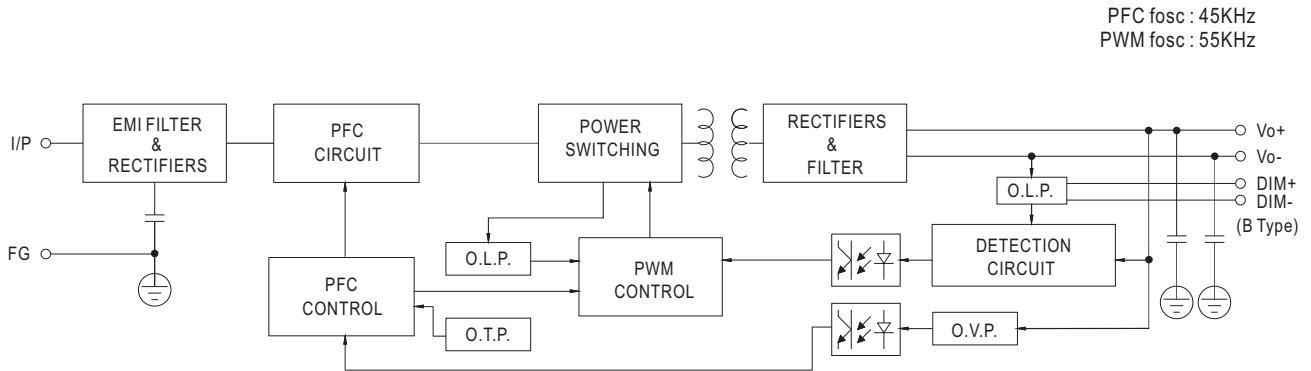 PFC fosc : 45KHz
PWM fosc : 55KHz
I/P
EMI FILTER
&
RECTIFIERS
PFC
CIRCUIT
POWER
SWITCHING
RECTIFIERS
&
FILTER
Vo+
Vo-
DIM+
DIM-
(B Type)
O.L.P.
FG
O.L.P.
PFC
CONTROL
PWM
CONTROL
DETECTION
CIRCUIT
O.T.P.
O.V.P.